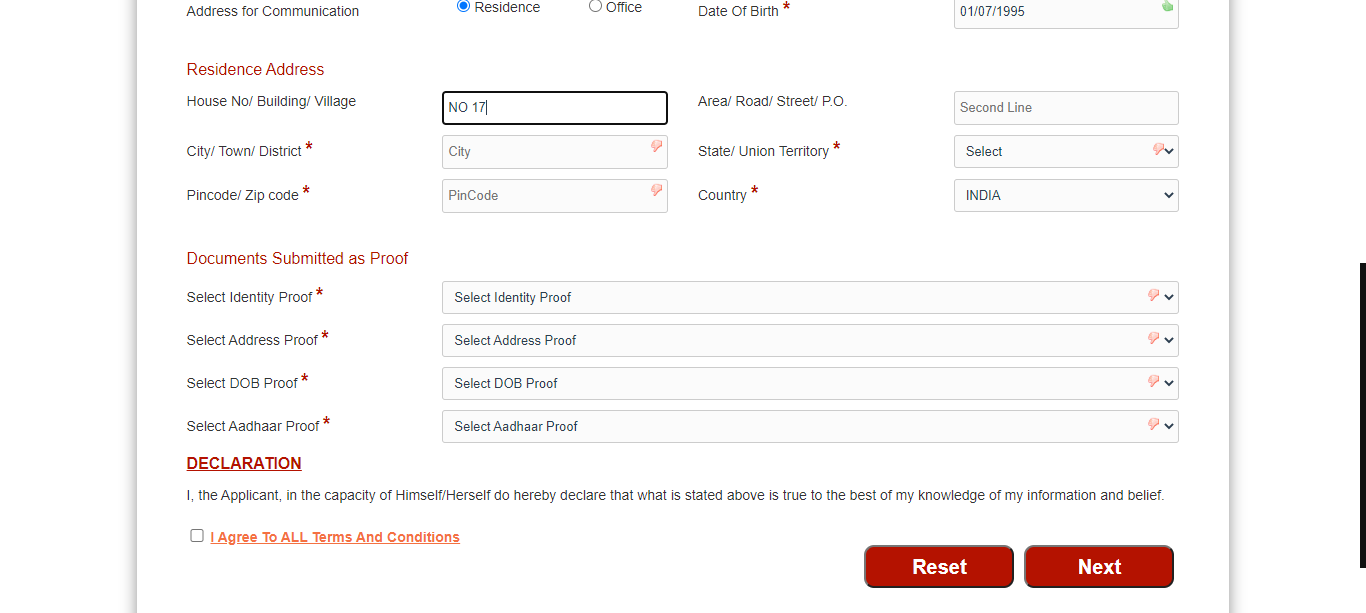 Address for Communication Residence Office Date Of Birth * 01/07/1995
Residence Address
House No/ Building/ Village NO 17 Area/ Road/ Street/ P.O. Second Line
City/ Town/ District * City State/ Union Territory * Select
Pincode/ Zip code * PinCode Country * INDIA
Documents Submitted as Proof
Select Identity Proof * Select Identity Proof
Select Address Proof * Select Address Proof
Select DOB Proof * Select DOB Proof
Select Aadhaar Proof * Select Aadhaar Proof
DECLARATION
I, the Applicant, in the capacity of Himself/Herself do hereby declare that what is stated above is true to the best of my knowledge of my information and belief.
I Agree To ALL Terms And Conditions
Reset Next